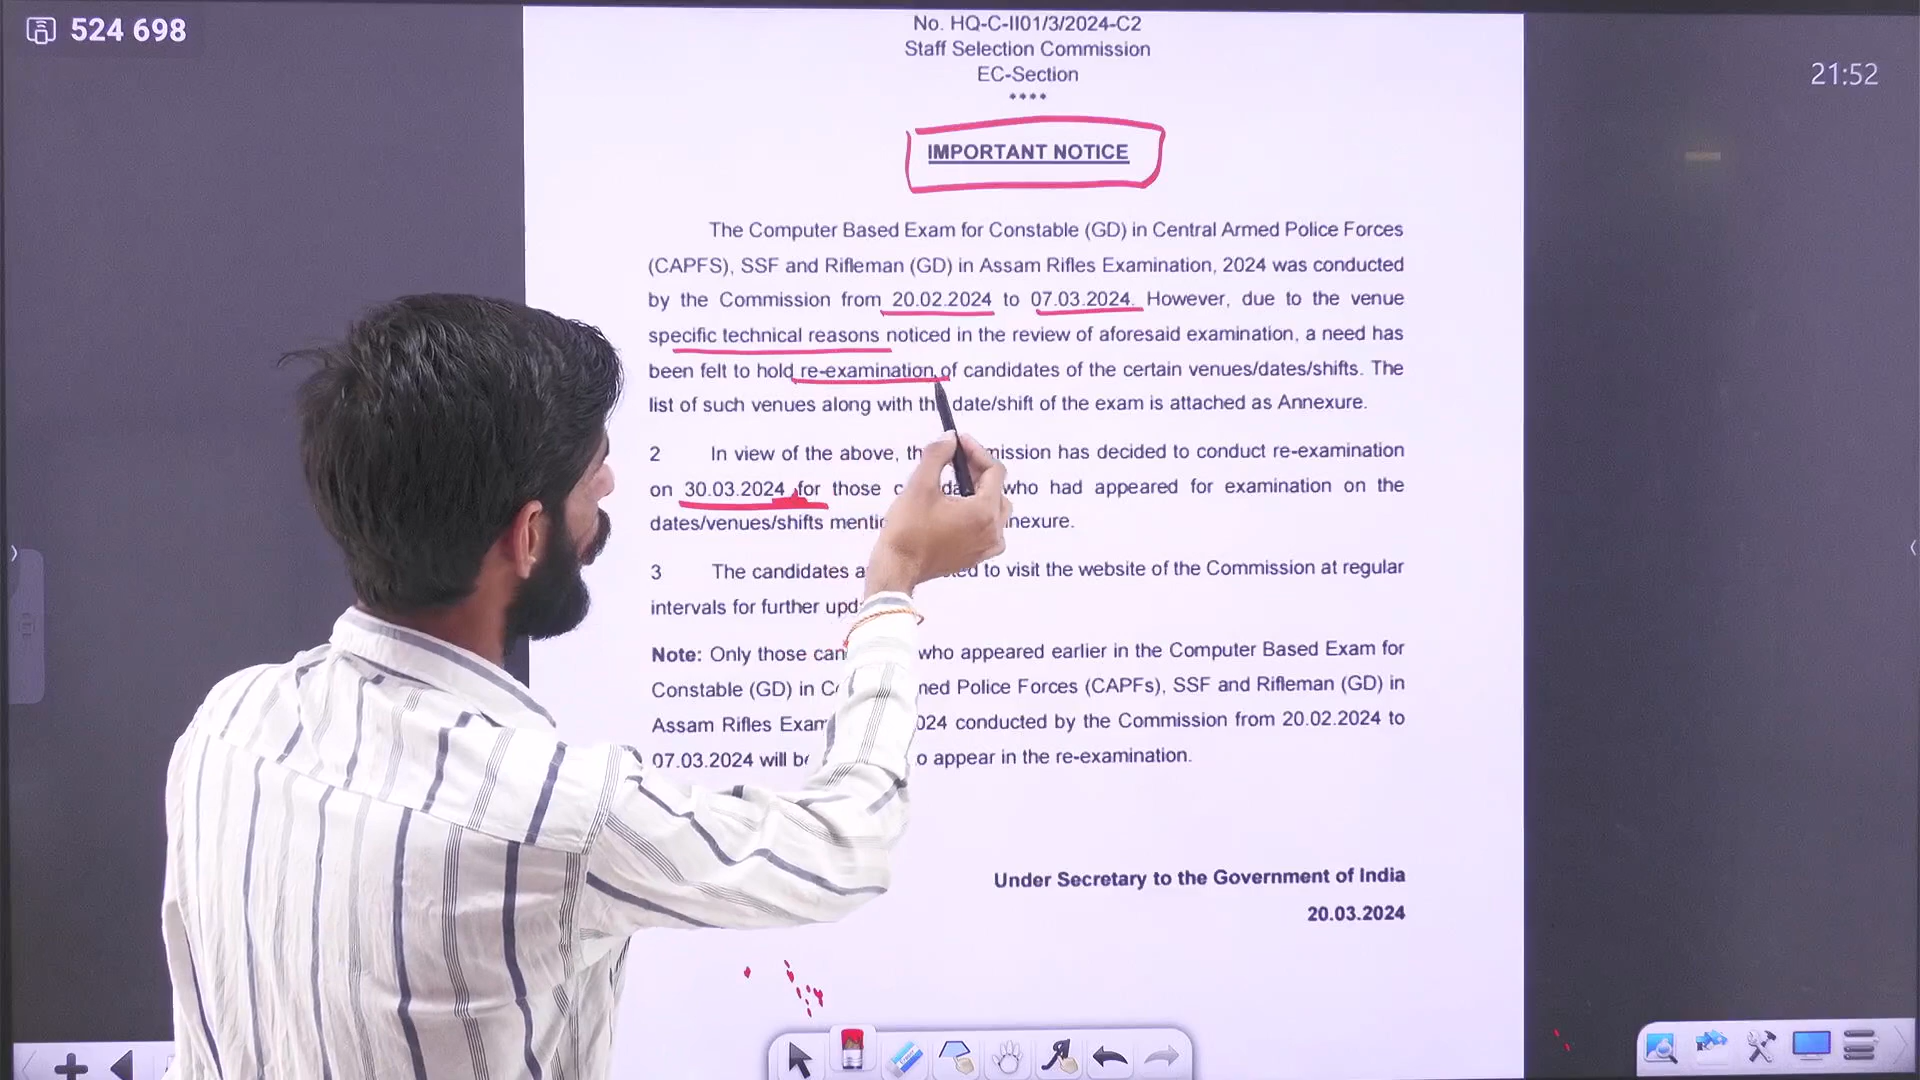 524 698
21:52
No. HQ-C-II01/3/2024-C2
Staff Selection Commission
EC-Section
****
IMPORTANT NOTICE
The Computer Based Exam for Constable (GD) in Central Armed Police Forces
(CAPFS), SSF and Rifleman (GD) in Assam Rifles Examination, 2024 was conducted
by the Commission from 20.02.2024 to 07.03.2024. However, due to the venue
specific technical reasons noticed in the review of aforesaid examination, a need has
been felt to hold re-examination of candidates of the certain venues/dates/shifts. The
list of such venues along with the date/shift of the exam is attached as Annexure.
2 In view of the above, the mission has decided to conduct re-examination
on 30.03.2024 for those who had appeared for examination on the
dates/venues/shifts nexure.
3 The candidates to visit the website of the Commission at regular
intervals for further
Note: Only those who appeared earlier in the Computer Based Exam for
Constable (GD) in Police Forces (CAPFs), SSF and Rifleman (GD) in
Assam Rifles 024 conducted by the Commission from 20.02.2024 to
07.03.2024 will appear in the re-examination.
Under Secretary to the Government of India
20.03.2024